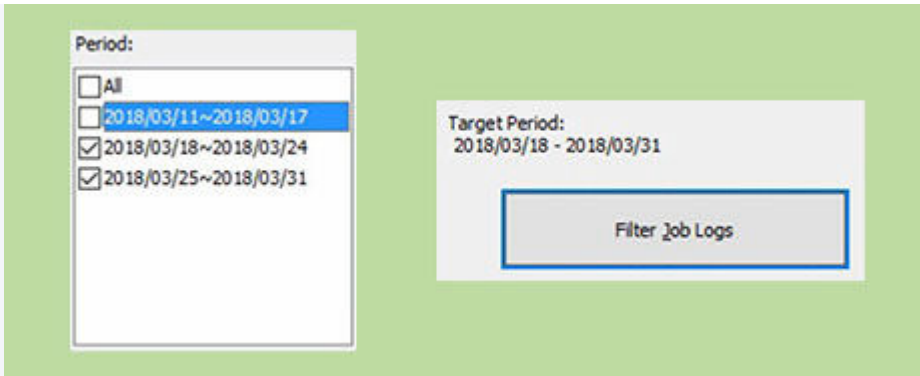 Period:
All
2018/03/11~2018/03/17
2018/03/18~2018/03/24
2018/03/25~2018/03/31
Target Period:
2018/03/18 - 2018/03/31
Filter Job Logs